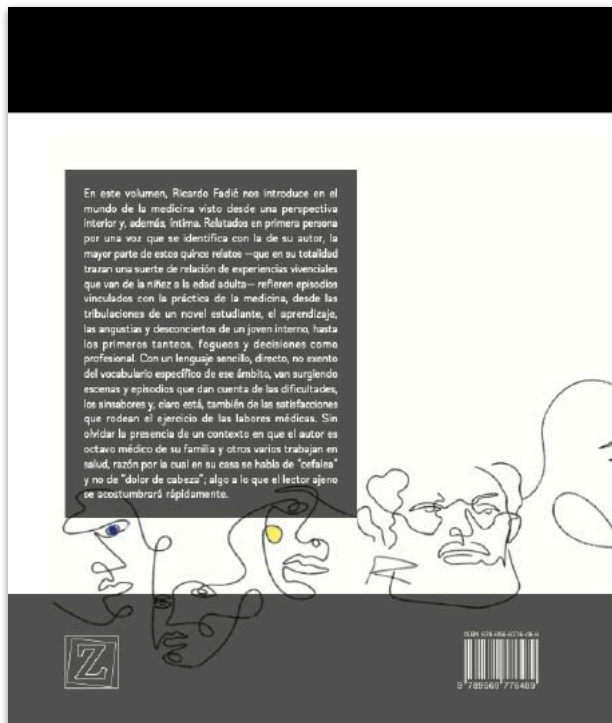 En este volumen, Ricardo Fadić nos introduce en el
mundo de la medicina visto desde una perspectiva
interior y, además, íntima. Relatados en primera persona
por una voz que se identifica con la de su autor, la
mayor parte de estos quince relatos —que en su totalidad
trazan una suerte de relación de experiencias vivenciales
que van de la niñez a la edad adulta— refieren episodios
vinculados con la práctica de la medicina, desde las
tribulaciones de un novel estudiante, el aprendizaje,
las angustias y desconciertos de un joven interno, hasta
los primeros tanteos, fogueos y decisiones como
profesional. Con un lenguaje sencillo, directo, no exento
del vocabulario específico de ese ámbito, van surgiendo
escenas y episodios que dan cuenta de las dificultades,
los sinsabores y, claro está, también de las satisfacciones
que rodean el ejercicio de las labores médicas. Sin
olvidar la presencia de un contexto en que el autor es
octavo médico de su familia y otros varios trabajan en
salud, razón por la cual en su casa se habla de "cefalea"
y no de "dolor de cabeza"; algo a lo que el lector ajeno
se acostumbrará rápidamente.
Z
ISBN
9 789569 776489